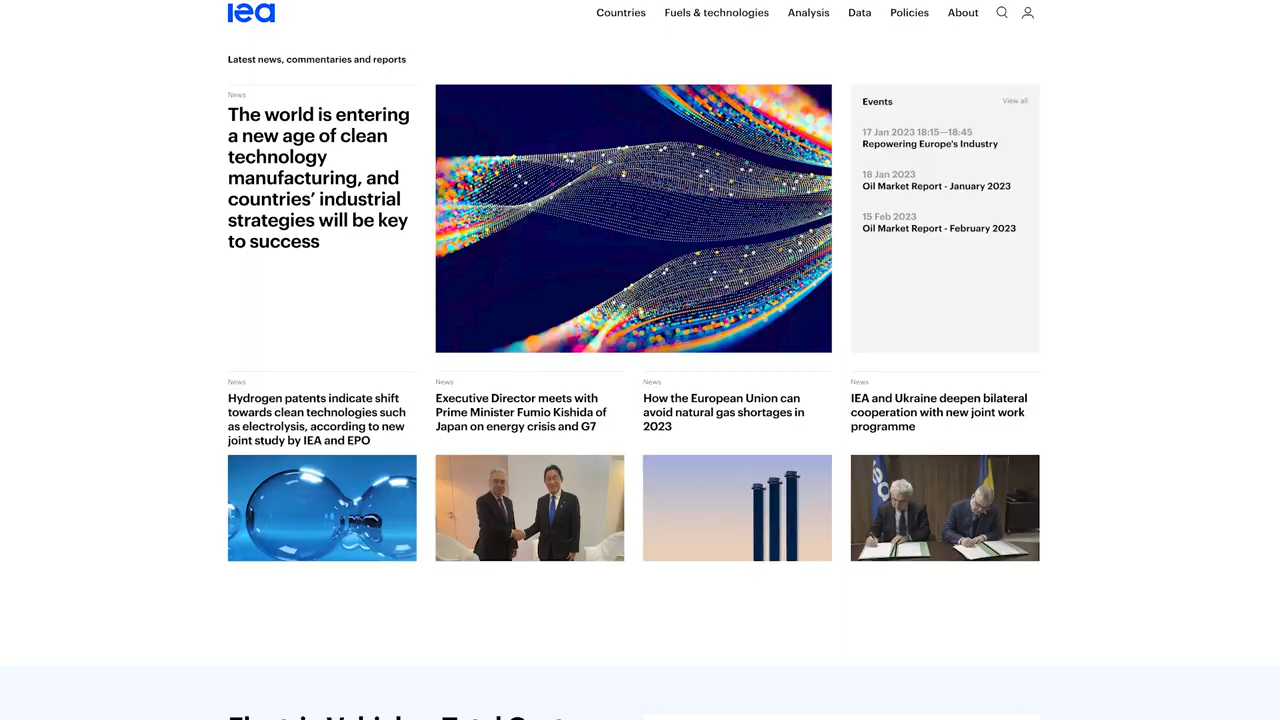 iea
Countries Fuels & technologies Analysis Data Policies About
Latest news, commentaries and reports
News
The world is entering
a new age of clean
technology
manufacturing, and
countries’ industrial
strategies will be key
to success
Events View all
17 Jan 2023 18:15—18:45
Repowering Europe's Industry
18 Jan 2023
Oil Market Report - January 2023
15 Feb 2023
Oil Market Report - February 2023
News
Hydrogen patents indicate shift
towards clean technologies such
as electrolysis, according to new
joint study by IEA and EPO
News
Executive Director meets with
Prime Minister Fumio Kishida of
Japan on energy crisis and G7
News
How the European Union can
avoid natural gas shortages in
2023
News
IEA and Ukraine deepen bilateral
cooperation with new joint work
programme
iea